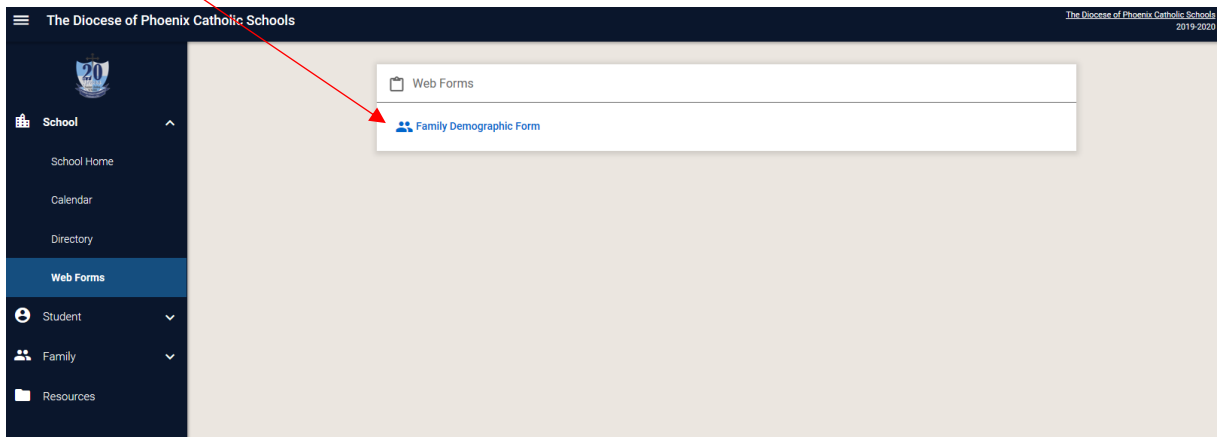 The Diocese of Phoenix Catholic Schools
The Diocese of Phoenix Catholic Schools
2019-2020
20
School
School Home
Calendar
Directory
Web Forms
Student
Family
Resources
Web Forms
Family Demographic Form